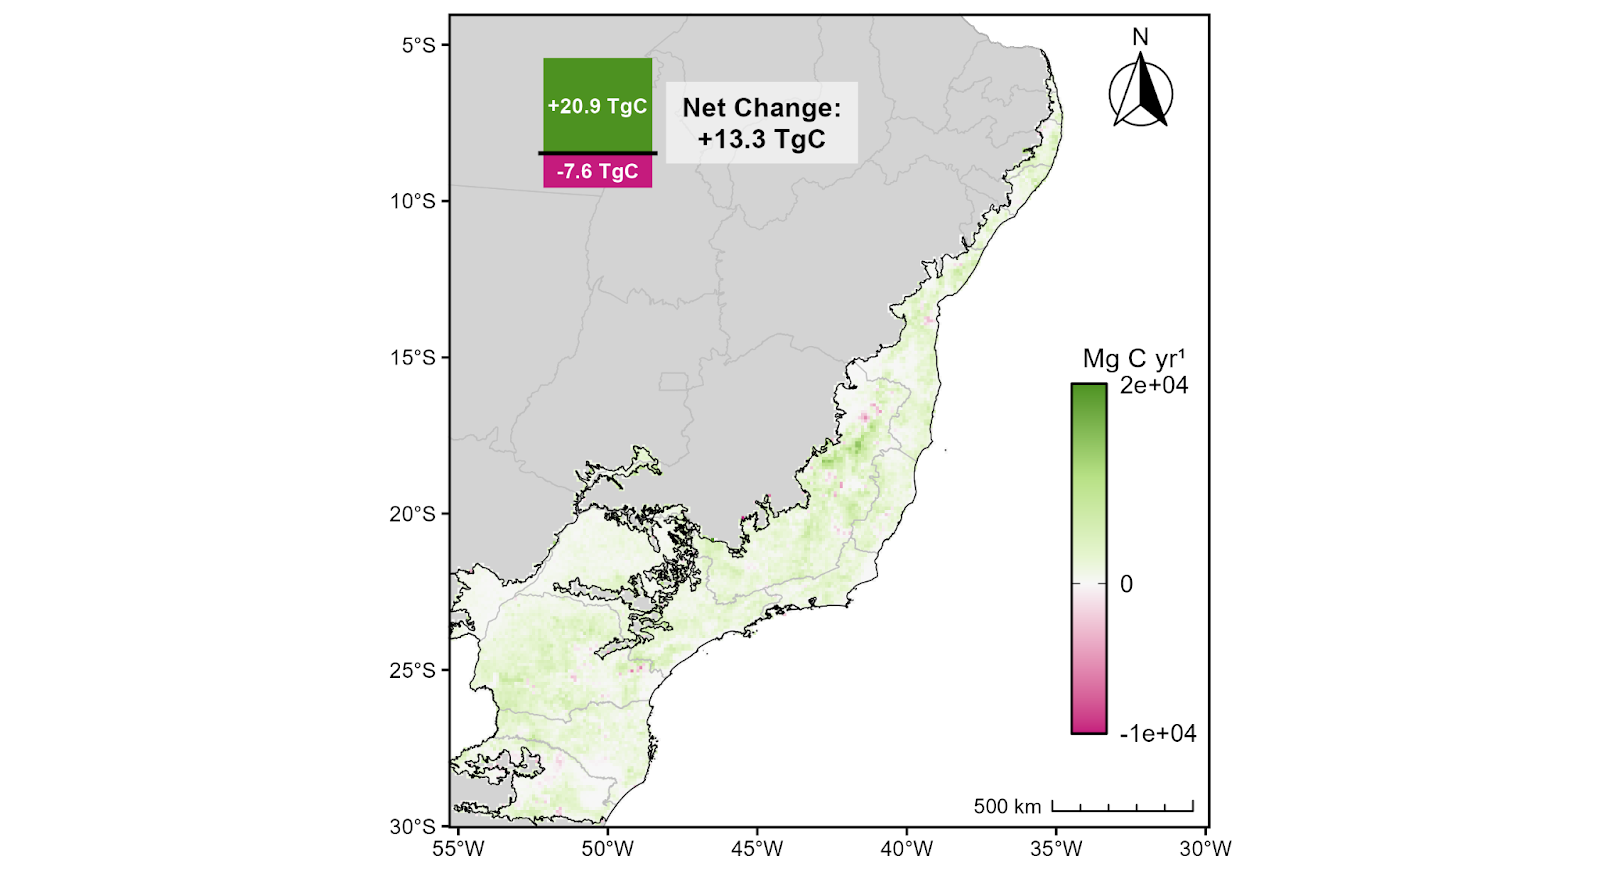 +20.9 TgC
-7.6 TgC
Net Change:
+13.3 TgC
N
5°S
10°S
15°S
20°S
25°S
30°S
Mg C yr¹
2e+04
0
-1e+04
500 km
55°W
50°W
45°W
40°W
35°W
30°W